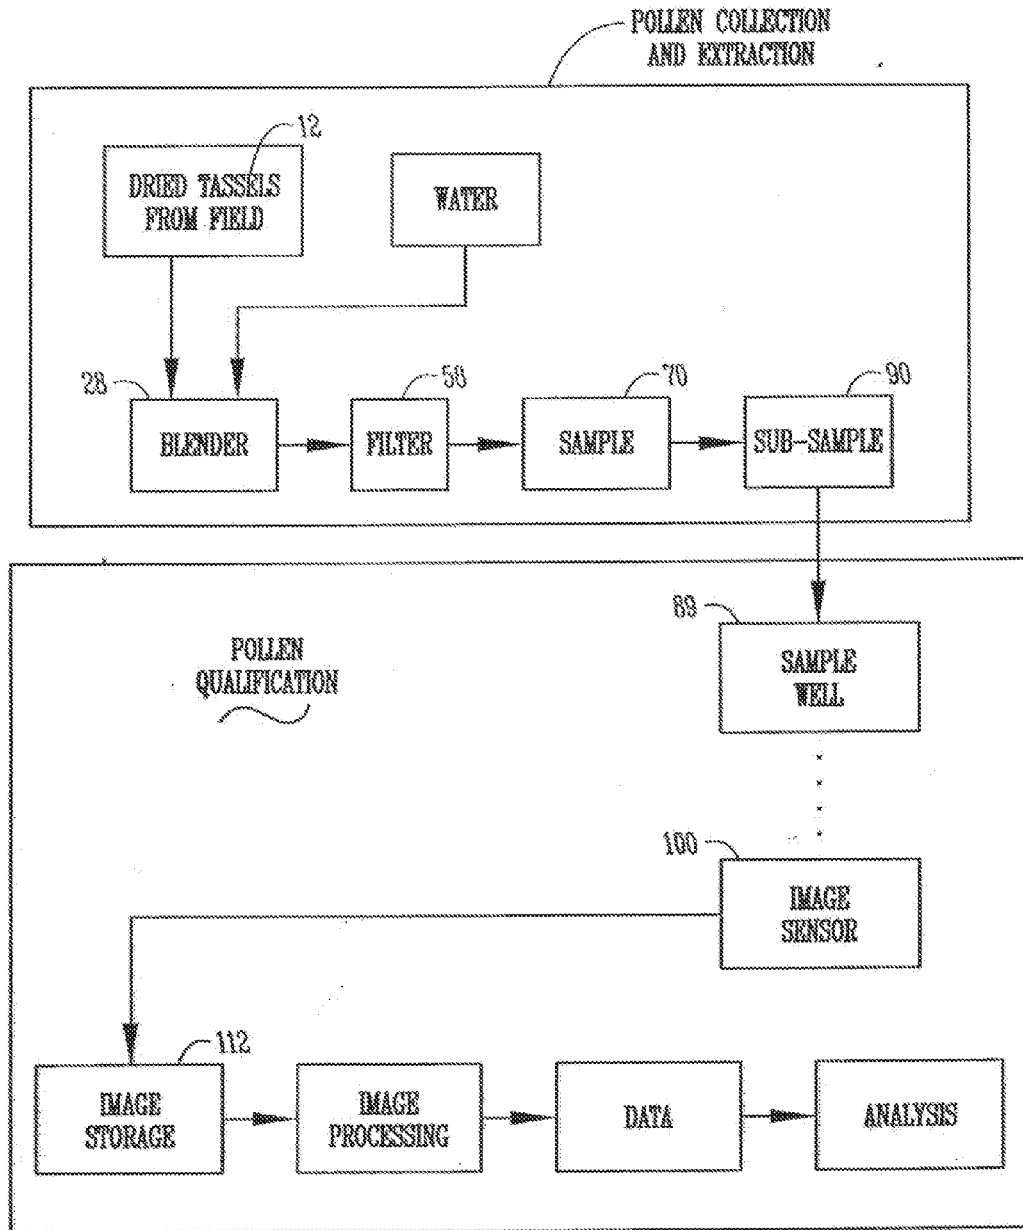 POLLEN COLLECTION
AND EXTRACTION
12
DRIED TASSELS
FROM FIELD
WATER
28
BLENDER
58
FILTER
70
SAMPLE
90
SUB-SAMPLE
89
SAMPLE
WELL
POLLEN
QUALIFICATION
100
IMAGE
SENSOR
112
IMAGE
STORAGE
IMAGE
PROCESSING
DATA
ANALYSIS